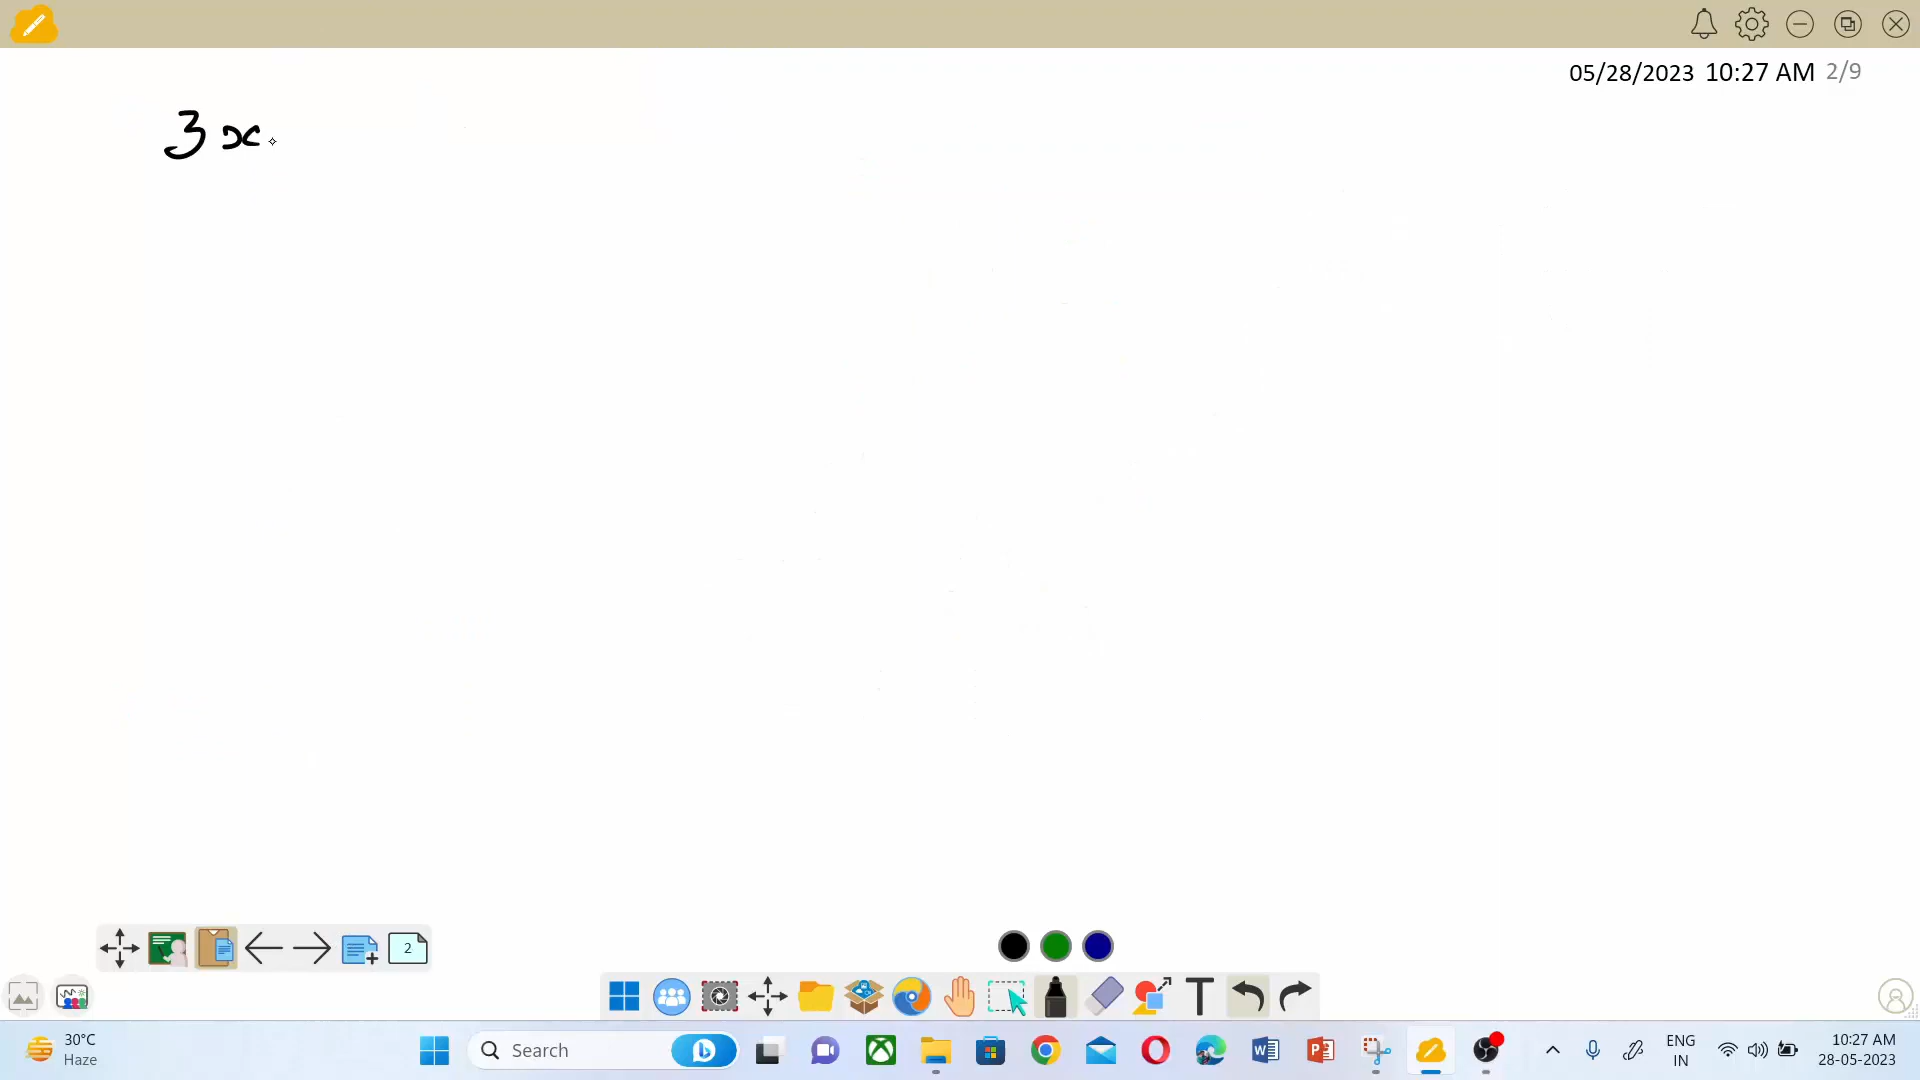 05/28/2023 10:27 AM 2/9
3x
2
30°C
Haze
Search
ENG
IN
10:27 AM
28-05-2023